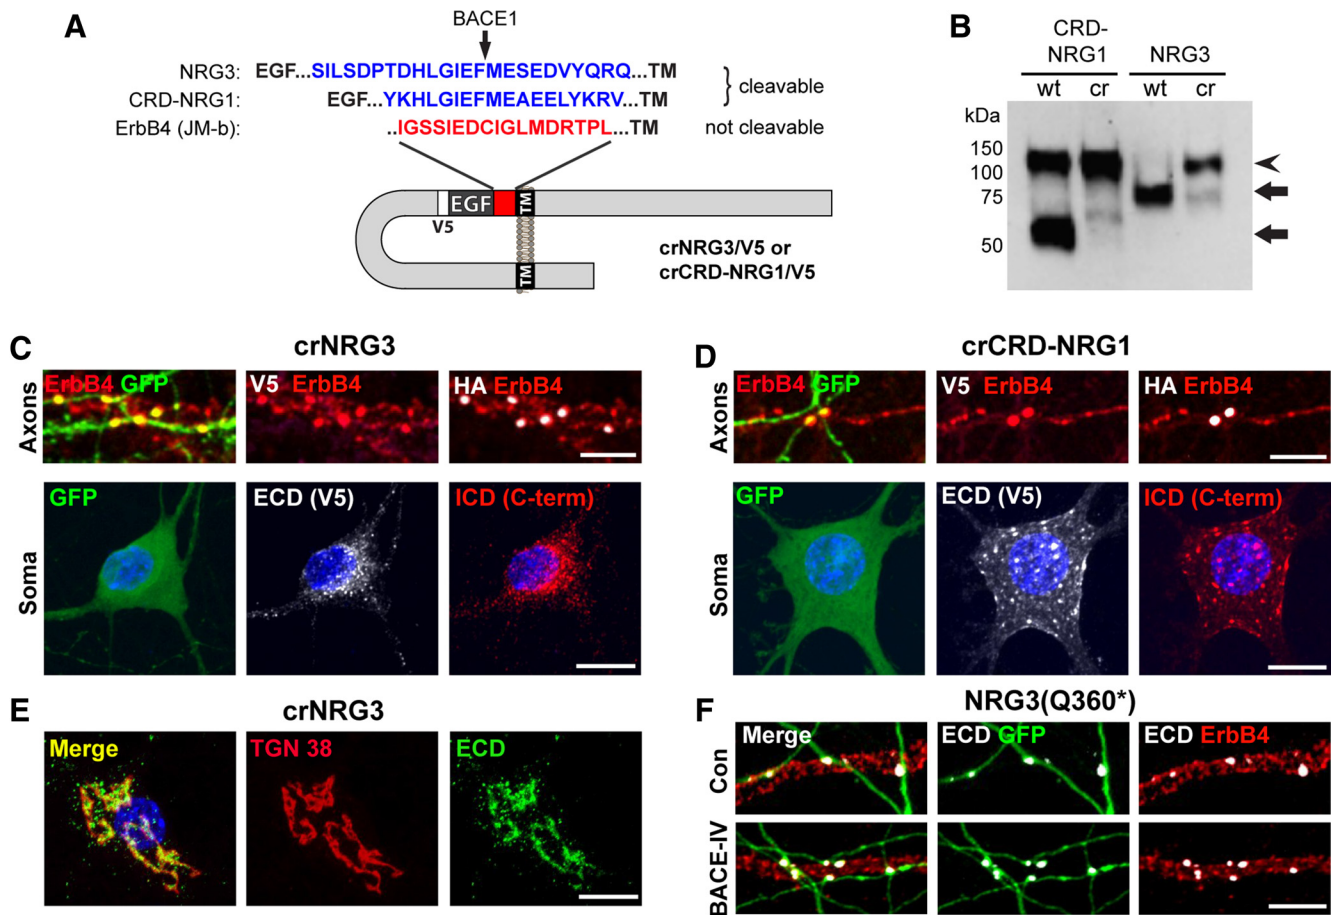 A
BACE1
NRG3: EGF...SILSDPTDHLGIEFMESEDVYQRQ...TM
CRD-NRG1: EGF...YKHLGIEFMEAEELYKRV...TM
} cleavable
ErbB4 (JM-b): ..IGSSIEDCIGLMDRTPL...TM not cleavable
EGF TM
V5
TM
crNRG3/V5 or
crCRD-NRG1/V5
B
CRD-
NRG1 NRG3
wt cr wt cr
kDa
150
100
75
50
C
crNRG3
Axons
ErbB4 GFP
V5 ErbB4
HA ErbB4
Soma
GFP
ECD (V5)
ICD (C-term)
D
crCRD-NRG1
Axons
ErbB4 GFP
V5 ErbB4
HA ErbB4
Soma
GFP
ECD (V5)
ICD (C-term)
E
crNRG3
Merge
TGN 38
ECD
F
NRG3(Q360*)
Con
Merge
ECD GFP
ECD ErbB4
BACE-IV